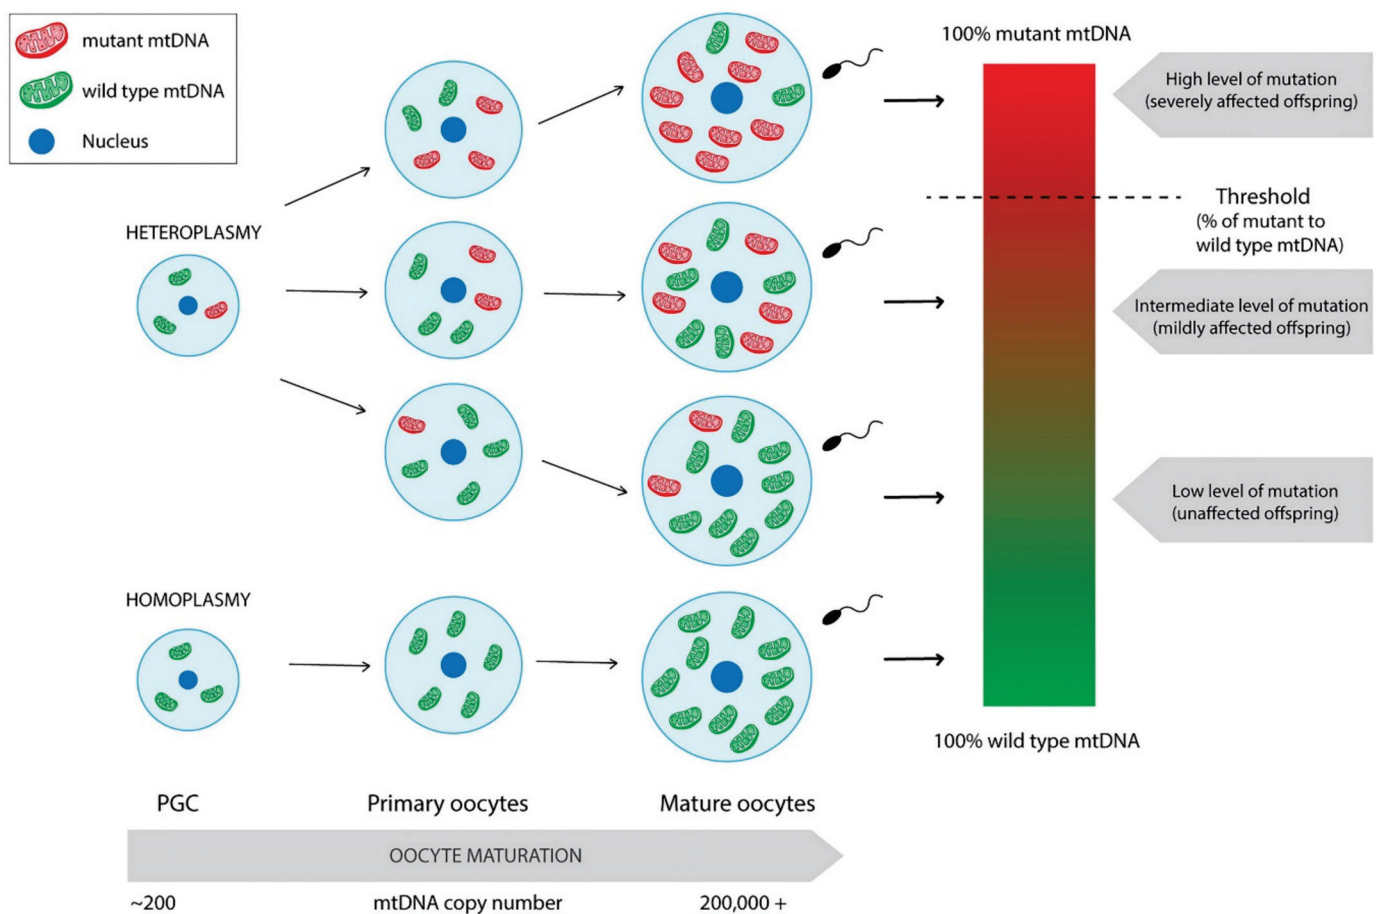 mutant mtDNA
wild type mtDNA
Nucleus
HETEROPLASMY
HOMOPLASMY
100% mutant mtDNA
High level of mutation
(severely affected offspring)
Threshold
(% of mutant to
wild type mtDNA)
Intermediate level of mutation
(mildly affected offspring)
Low level of mutation
(unaffected offspring)
100% wild type mtDNA
PGC
Primary oocytes
Mature oocytes
OOCYTE MATURATION
~200
mtDNA copy number
200,000 +